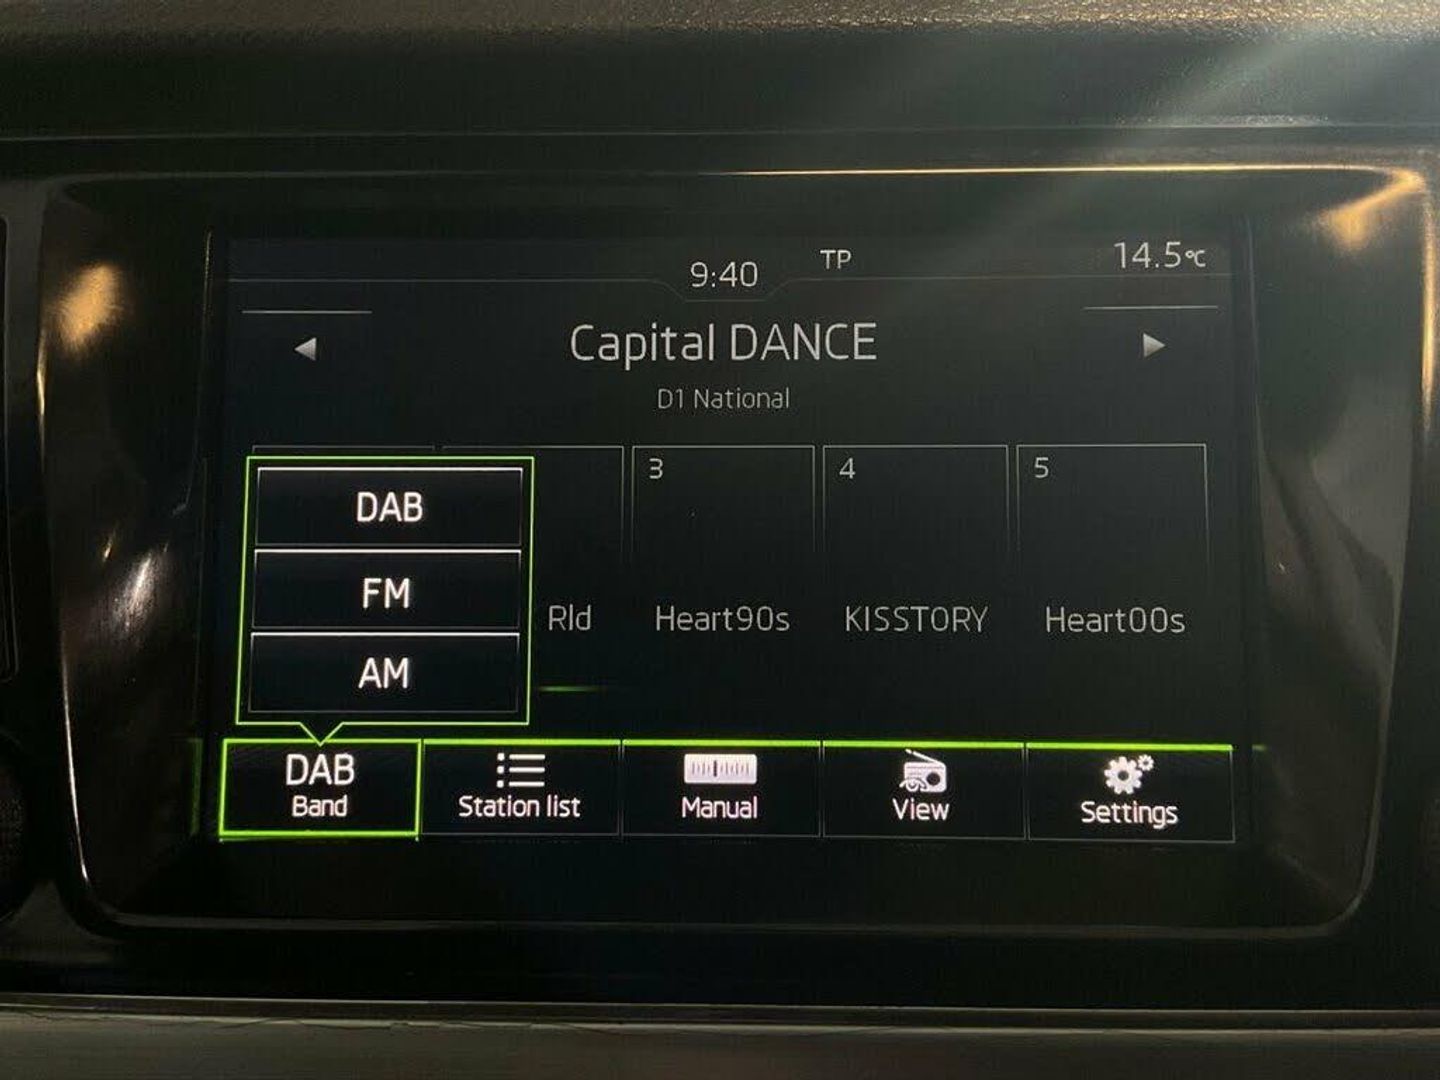 9:40
TP
14.5°C
Capital DANCE
D1 National
3
4
5
DAB
FM
AM
Rld
Heart90s
KISSTORY
Heart00s
DAB
Band
Station list
Manual
View
Settings